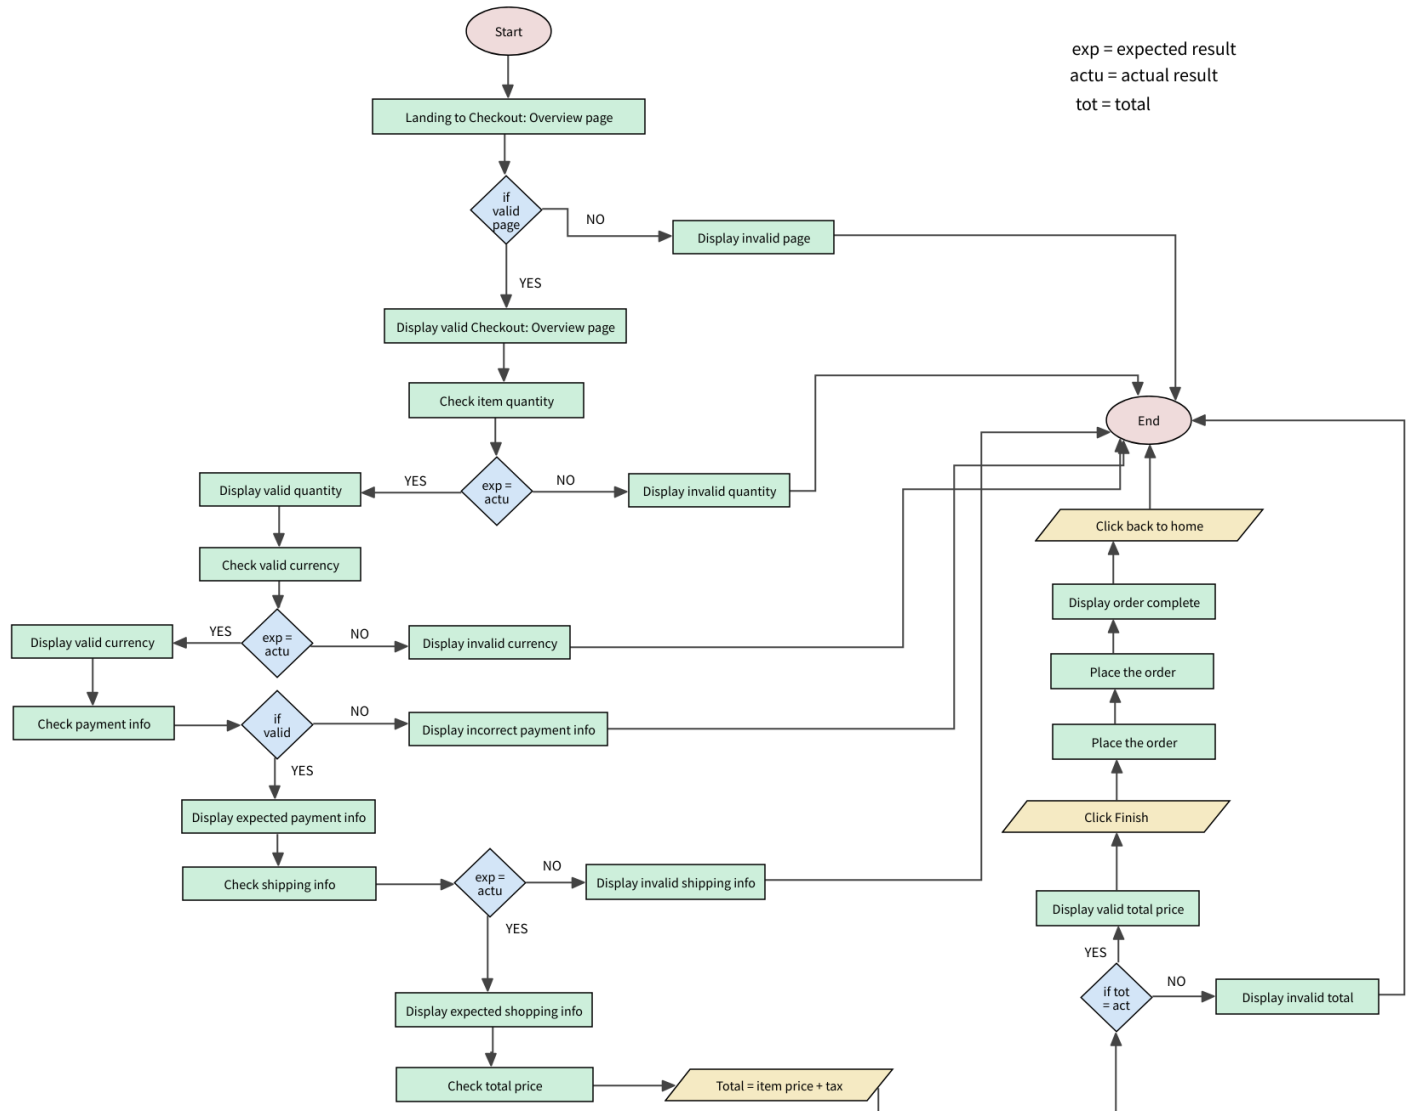 Start
exp = expected result
actu = actual result
tot = total
Landing to Checkout: Overview page
if
valid
page
NO
Display invalid page
YES
Display valid Checkout: Overview page
Check item quantity
End
Display valid quantity
YES
exp =
actu
NO
Display invalid quantity
Click back to home
Check valid currency
Display order complete
Display valid currency
YES
exp =
actu
NO
Display invalid currency
Place the order
Check payment info
if
valid
NO
Display incorrect payment info
Place the order
YES
Display expected payment info
Click Finish
Check shipping info
exp =
actu
NO
Display invalid shipping info
YES
Display valid total price
YES
if tot
= act
NO
Display invalid total
Display expected shopping info
Check total price
Total = item price + tax